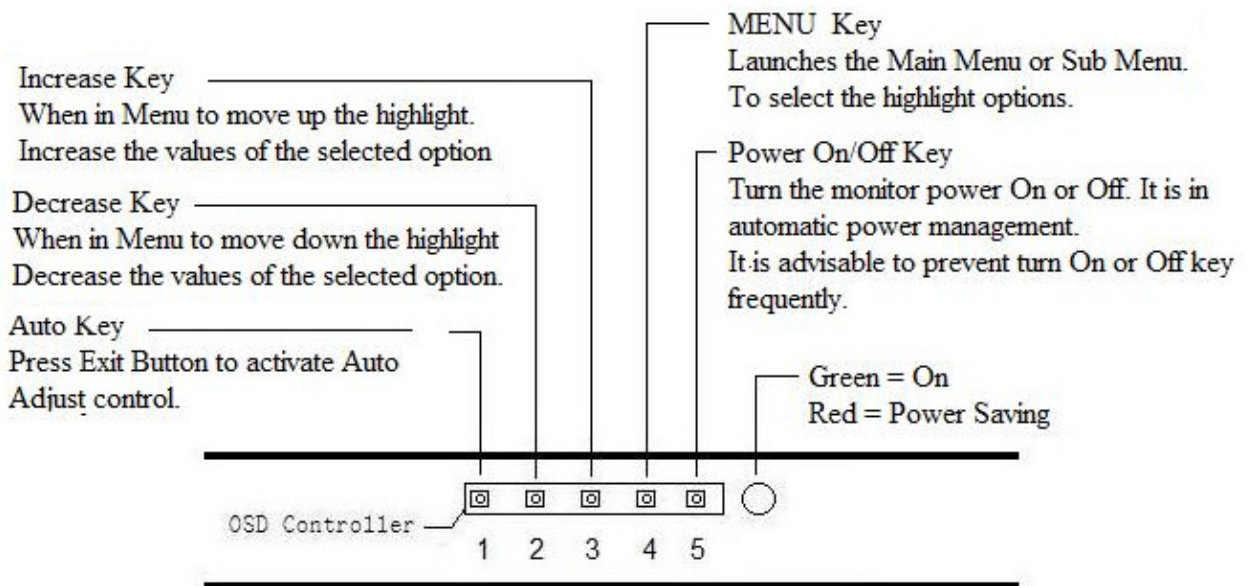 Increase Key
When in Menu to move up the highlight.
Increase the values of the selected option
Decrease Key
When in Menu to move down the highlight
Decrease the values of the selected option.
Auto Key
Press Exit Button to activate Auto
Adjust control.
MENU Key
Launches the Main Menu or Sub Menu.
To select the highlight options.
Power On/Off Key
Turn the monitor power On or Off. It is in
automatic power management.
It is advisable to prevent turn On or Off key
frequently.
Green = On
Red = Power Saving
OSD Controller
1 2 3 4 5